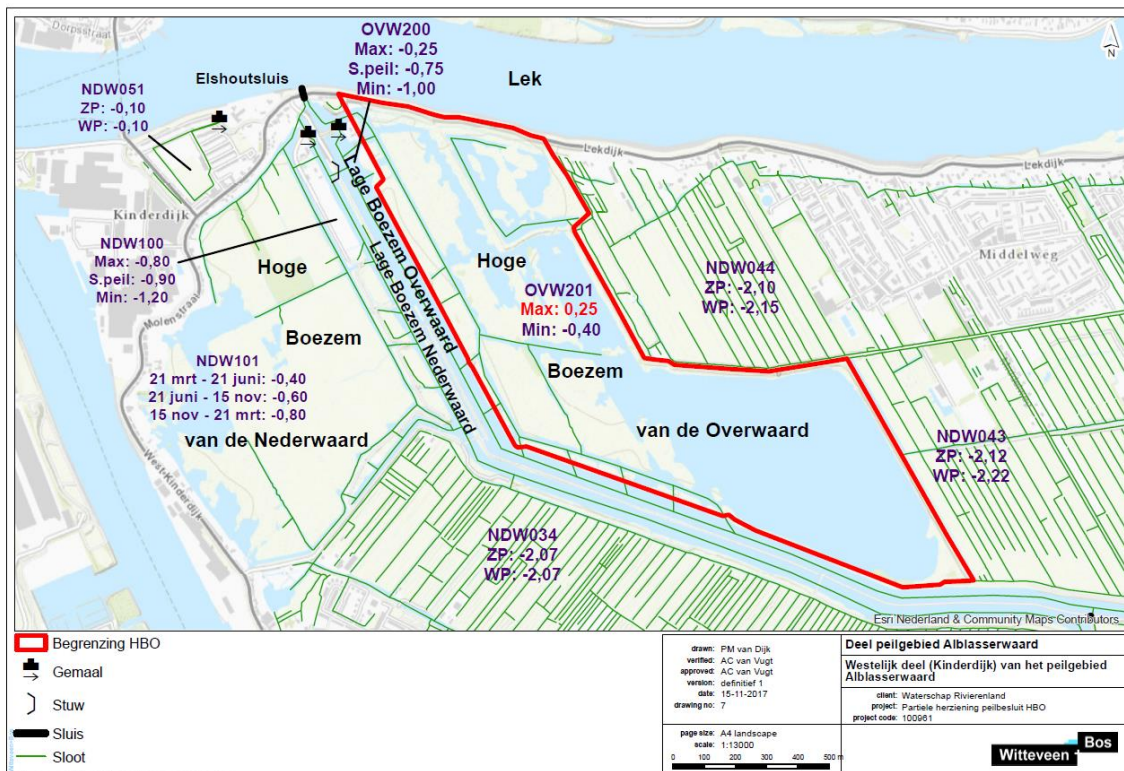 Dorpsstraat
OVW200
Max: -0,25
S.peil: -0,75
Min: -1,00
Elshoutsluis
Lek
N
NDW051
ZP: -0,10
WP: -0,10
Lekdijk
Lekdijk
Kinderdijk
Middelweg
NDW100
Max: -0,80
S.peil: -0,90
Min: -1,20
Hoge
Lage Boezem Overwaard
Lage Boezem Nederwaard
Hoge
OVW201
Max: 0,25
Min: -0,40
NDW044
ZP: -2,10
WP: -2,15
Molenstraat
Boezem
Boezem
NDW101
21 mrt - 21 juni: -0,40
21 juni - 15 nov: -0,60
15 nov - 21 mrt: -0,80
van de Nederwaard
van de Overwaard
NDW043
ZP: -2,12
WP: -2,22
West-Kinderdijk
NDW034
ZP: -2,07
WP: -2,07
Esri Nederland & Community Maps Contributors
Begrenzing HBO
Gemaal
Stuw
Sluis
Sloot
drawn: PM van Dijk
verified: AC van Vugt
approved: AC van Vugt
version: definitief 1
date: 15-11-2017
drawing no: 7
page size: A4 landscape
scale: 1:13000
0 100 200 300 400 500 m
Deel peilgebied Alblasserwaard
Westelijk deel (Kinderdijk) van het peilgebied
Alblasserwaard
client: Waterschap Rivierenland
project: Partiele herziening peilbesluit HBO
project code: 100961
Witteveen + Bos